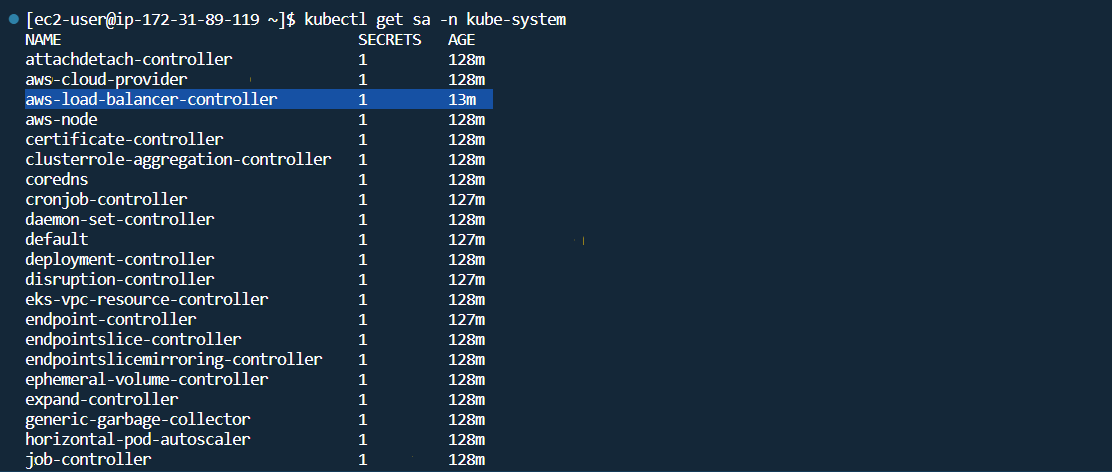 [ec2-user@ip-172-31-89-119 ~]$ kubectl get sa -n kube-system
NAME SECRETS AGE
attachdetach-controller 1 128m
aws-cloud-provider 1 128m
aws-load-balancer-controller 1 13m
aws-node 1 128m
certificate-controller 1 128m
clusterrole-aggregation-controller 1 128m
coredns 1 128m
cronjob-controller 1 127m
daemon-set-controller 1 128m
default 1 127m
deployment-controller 1 128m
disruption-controller 1 127m
eks-vpc-resource-controller 1 128m
endpoint-controller 1 127m
endpointslice-controller 1 128m
endpointslicemirroring-controller 1 128m
ephemeral-volume-controller 1 128m
expand-controller 1 128m
generic-garbage-collector 1 128m
horizontal-pod-autoscaler 1 128m
job-controller 1 128m